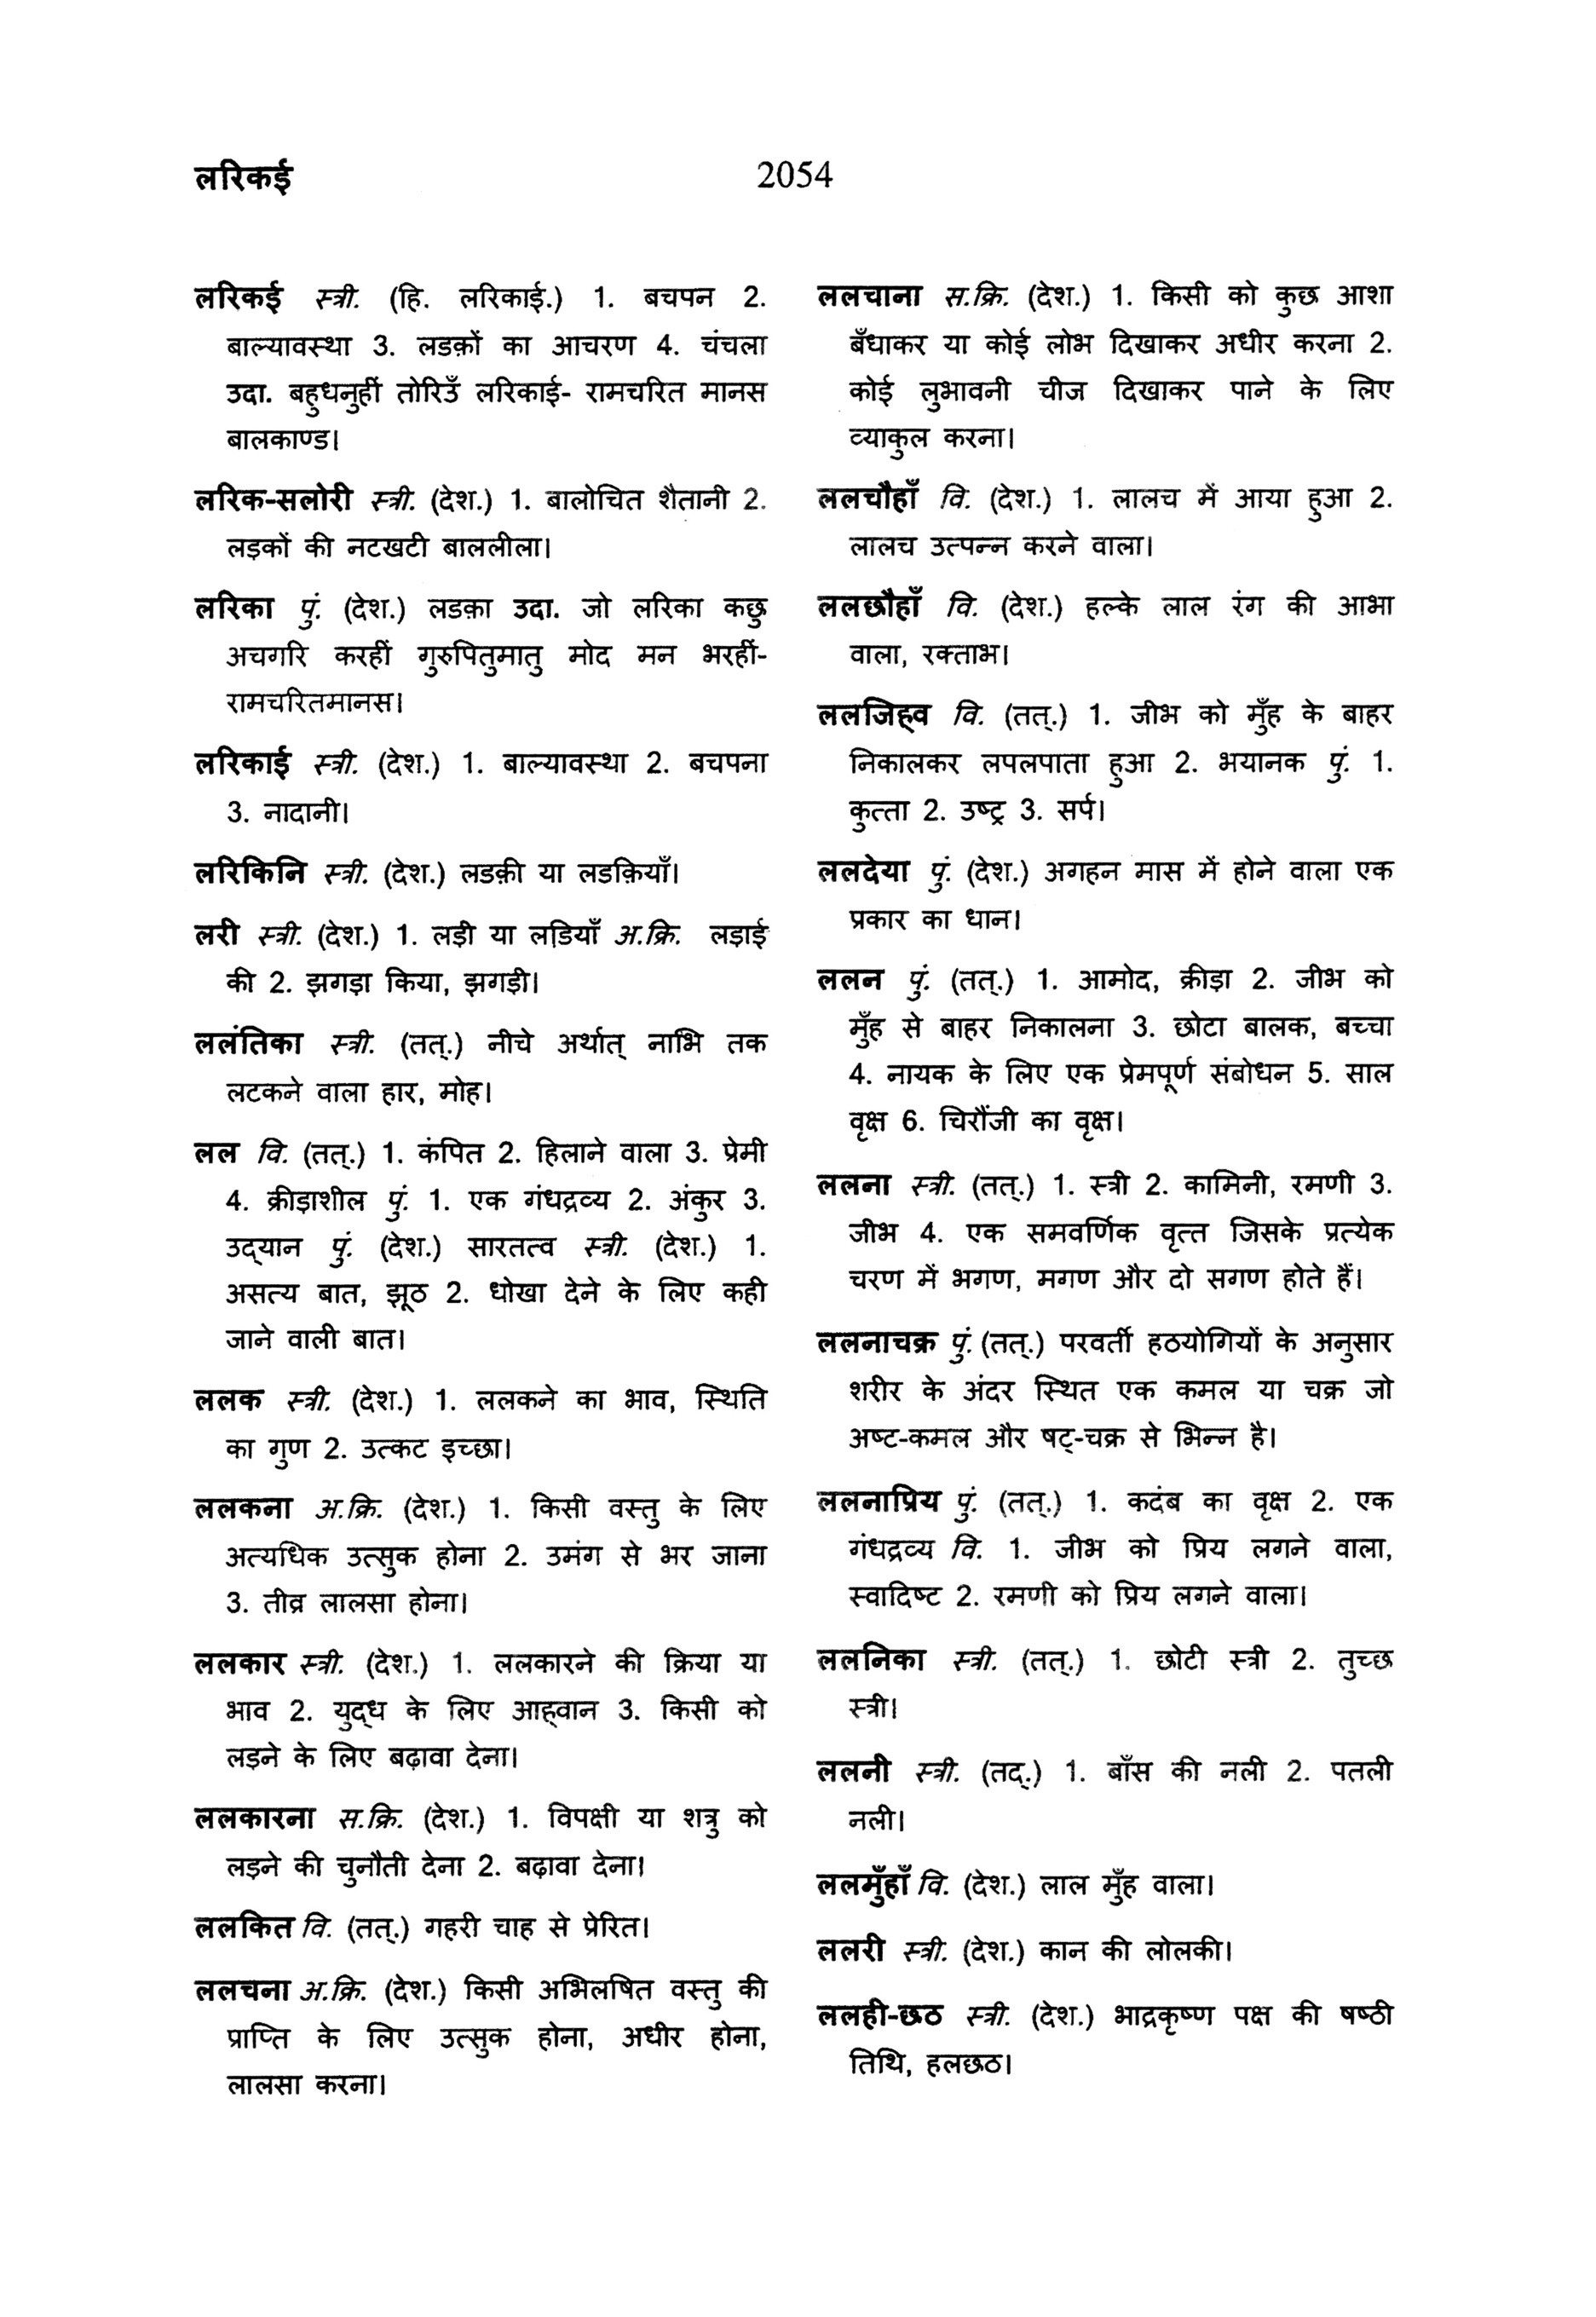 लरिकई
2054
लरिकई स्त्री. (हि. लरिकाई.) 1. बचपन 2.
बाल्यावस्था 3. लडक़ों का आचरण 4. चंचला
उदा. बहुधनुहीं तोरिउँ लरिकाई- रामचरित मानस
बालकाण्ड।
लरिक-सलोरी स्त्री. (देश.) 1. बालोचित शैतानी 2.
लड़कों की नटखटी बाललीला।
लरिका पुं. (देश.) लडक़ा उदा. जो लरिका कछु
अचगरि करहीं गुरुपितुमातु मोद मन भरहीं-
रामचरितमानस।
लरिकाई स्त्री. (देश.) 1. बाल्यावस्था 2. बचपना
3. नादानी।
लरिकिनि स्त्री. (देश.) लडक़ी या लडक़ियाँ।
लरी स्त्री. (देश.) 1. लड़ी या लडि़याँ अ.क्रि. लड़ाई
की 2. झगड़ा किया, झगड़ी।
ललंतिका स्त्री. (तत्.) नीचे अर्थात् नाभि तक
लटकने वाला हार, मोह।
लल वि. (तत्.) 1. कंपित 2. हिलाने वाला 3. प्रेमी
4. क्रीड़ाशील पुं. 1. एक गंधद्रव्य 2. अंकुर 3.
उद्‌यान पुं. (देश.) सारतत्व स्त्री. (देश.) 1.
असत्य बात, झूठ 2. धोखा देने के लिए कही
जाने वाली बात।
ललक स्त्री. (देश.) 1. ललकने का भाव, स्थिति
का गुण 2. उत्कट इच्छा।
ललकना अ.क्रि. (देश.) 1. किसी वस्तु के लिए
अत्यधिक उत्सुक होना 2. उमंग से भर जाना
3. तीव्र लालसा होना।
ललकार स्त्री. (देश.) 1. ललकारने की क्रिया या
भाव 2. युद्‌ध के लिए आह्‌वान 3. किसी को
लड़ने के लिए बढ़ावा देना।
ललकारना स.क्रि. (देश.) 1. विपक्षी या शत्रु को
लड़ने की चुनौती देना 2. बढ़ावा देना।
ललकित वि. (तत्.) गहरी चाह से प्रेरित।
ललचना अ.क्रि. (देश.) किसी अभिलषित वस्तु की
प्राप्ति के लिए उत्सुक होना, अधीर होना,
लालसा करना।
ललचाना स.क्रि. (देश.) 1. किसी को कुछ आशा
बँधाकर या कोई लोभ दिखाकर अधीर करना 2.
कोई लुभावनी चीज दिखाकर पाने के लिए
व्याकुल करना।
ललचौहाँ वि. (देश.) 1. लालच में आया हुआ 2.
लालच उत्पन्न करने वाला।
ललछौहाँ वि. (देश.) हल्के लाल रंग की आभा
वाला, रक्ताभ।
ललजिह्‌व वि. (तत्.) 1. जीभ को मुँह के बाहर
निकालकर लपलपाता हुआ 2. भयानक पुं. 1.
कुत्ता 2. उष्ट्र 3. सर्प।
ललदेया पुं. (देश.) अगहन मास में होने वाला एक
प्रकार का धान।
ललन पुं. (तत्.) 1. आमोद, क्रीड़ा 2. जीभ को
मुँह से बाहर निकालना 3. छोटा बालक, बच्चा
4. नायक के लिए एक प्रेमपूर्ण संबोधन 5. साल
वृक्ष 6. चिरौंजी का वृक्ष।
ललना स्त्री. (तत्.) 1. स्त्री 2. कामिनी, रमणी 3.
जीभ 4. एक समवर्णिक वृत्त जिसके प्रत्येक
चरण में भगण, मगण और दो सगण होते हैं।
ललनाचक्र पुं. (तत्.) परवर्ती हठयोगियों के अनुसार
शरीर के अंदर स्थित एक कमल या चक्र जो
अष्ट-कमल और षट्-चक्र से भिन्न है।
ललनाप्रिय पुं. (तत्.) 1. कदंब का वृक्ष 2. एक
गंधद्रव्य वि. 1. जीभ को प्रिय लगने वाला,
स्वादिष्ट 2. रमणी को प्रिय लगने वाला।
ललनिका स्त्री. (तत्.) 1. छोटी स्त्री 2. तुच्छ
स्त्री।
ललनी स्त्री. (तद्.) 1. बाँस की नली 2. पतली
नली।
ललमुँहाँ वि. (देश.) लाल मुँह वाला।
ललरी स्त्री. (देश.) कान की लोलकी।
ललही-छठ स्त्री. (देश.) भाद्रकृष्ण पक्ष की षष्ठी
तिथि, हलछठ।